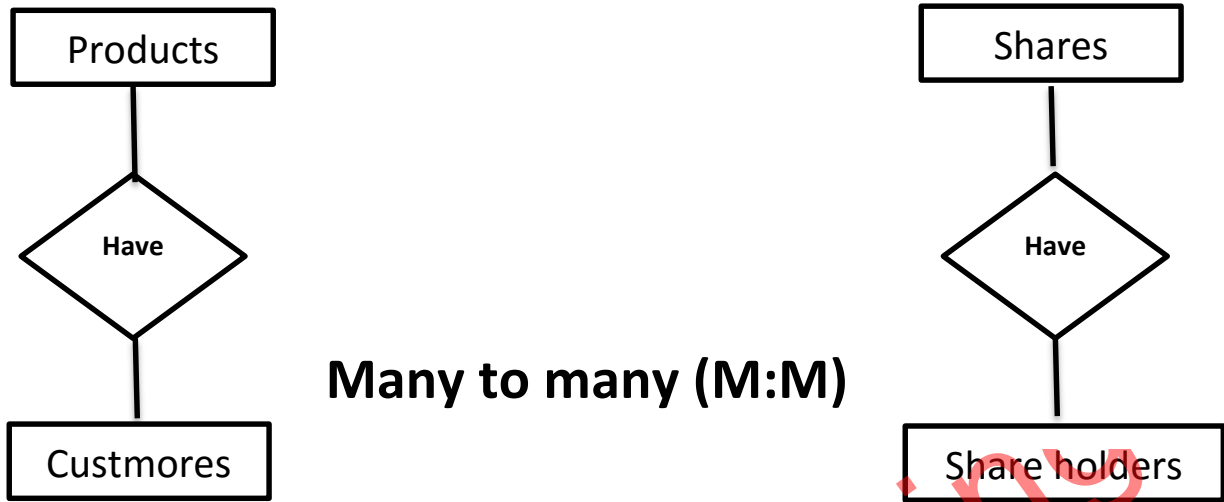 Products
Shares
Have
Have
Many to many (M:M)
Custmores
Share holders